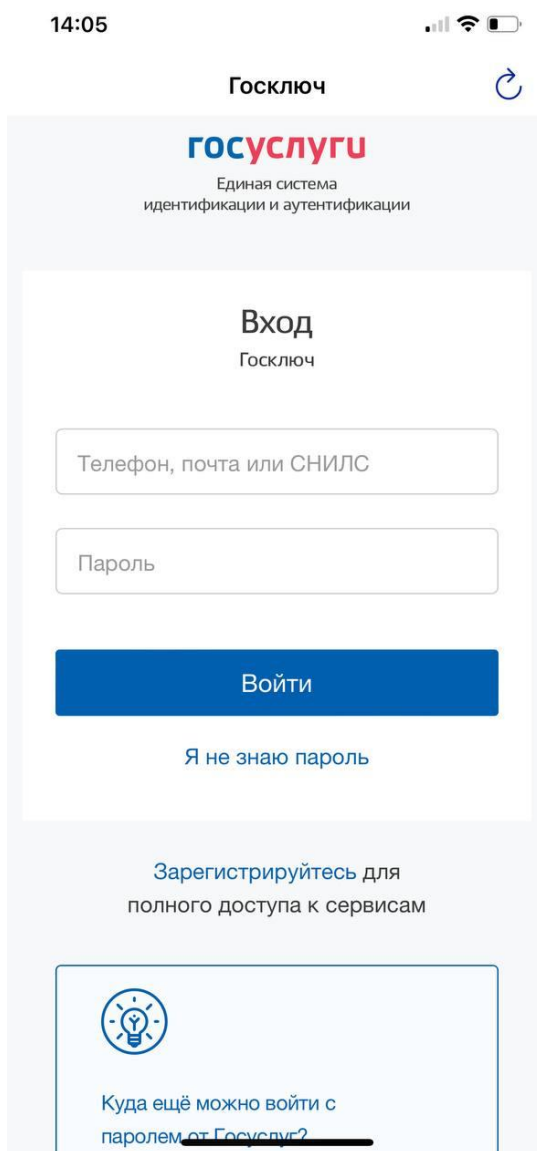 14:05
Госключ
госуслуги
Единая система
идентификации и аутентификации
Вход
Госключ
Телефон, почта или СНИЛС
Пароль
Войти
Я не знаю пароль
Зарегистрируйтесь для
полного доступа к сервисам
Куда ещё можно войти с
паролем от Госуслуг?